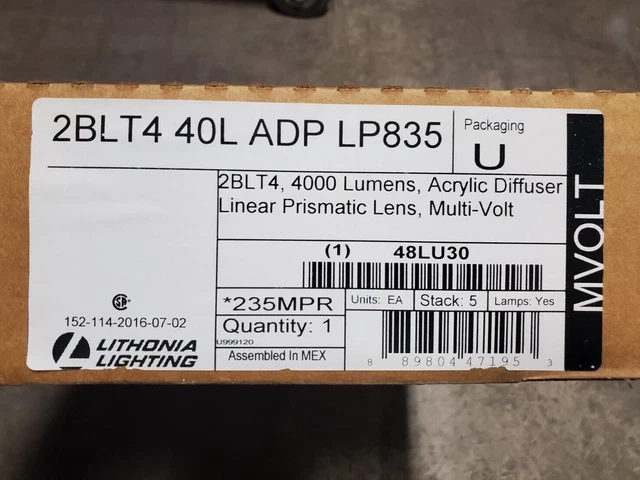 2BLT4 40L ADP LP835
Packaging
U
2BLT4, 4000 Lumens, Acrylic Diffuser
Linear Prismatic Lens, Multi-Volt
MVOLT
(1) 48LU30
SA
152-114-2016-07-02
*235MPR
Units: EA
Stack: 5
Lamps: Yes
Quantity: 1
U999120
Assembled In MEX
8 89804 47195 3
LITHONIA
LIGHTING